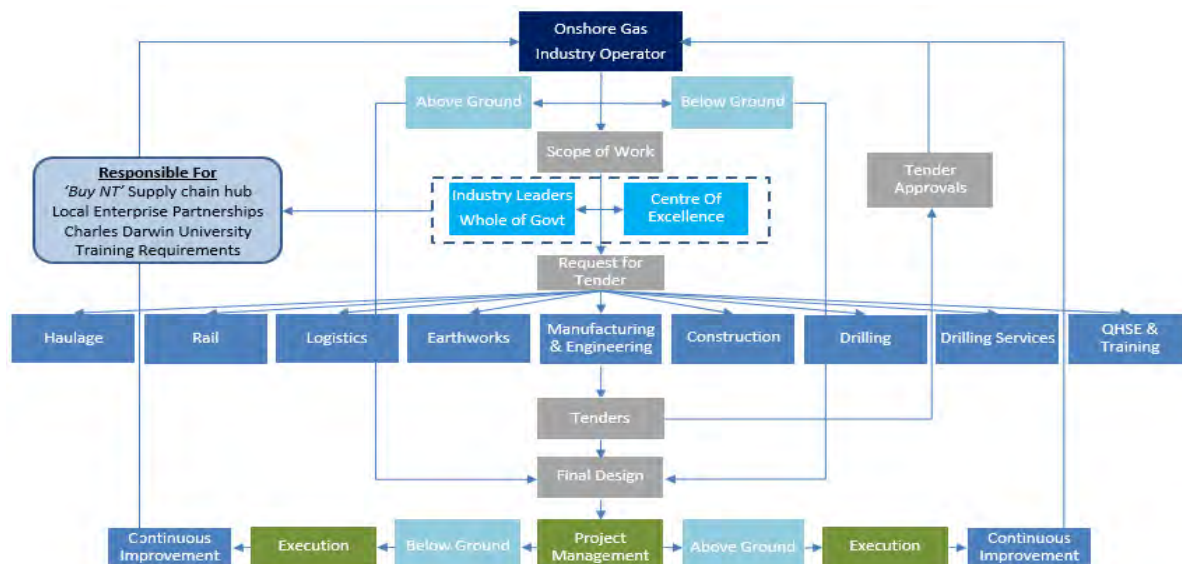 Onshore Gas
Industry Operator
Above Ground
Below Ground
Scope of Work
Responsible For
'Buy NT' Supply chain hub
Local Enterprise Partnerships
Charles Darwin University
Training Requirements
Industry Leaders
Whole of Govt
Centre Of
Excellence
Tender
Approvals
Request for
Tender
Haulage
Rail
Logistics
Earthworks
Manufacturing
& Engineering
Construction
Drilling
Drilling Services
QHSE &
Training
Tenders
Final Design
Continuous
Improvement
Execution
Below Ground
Project
Management
Above Ground
Execution
Continuous
Improvement